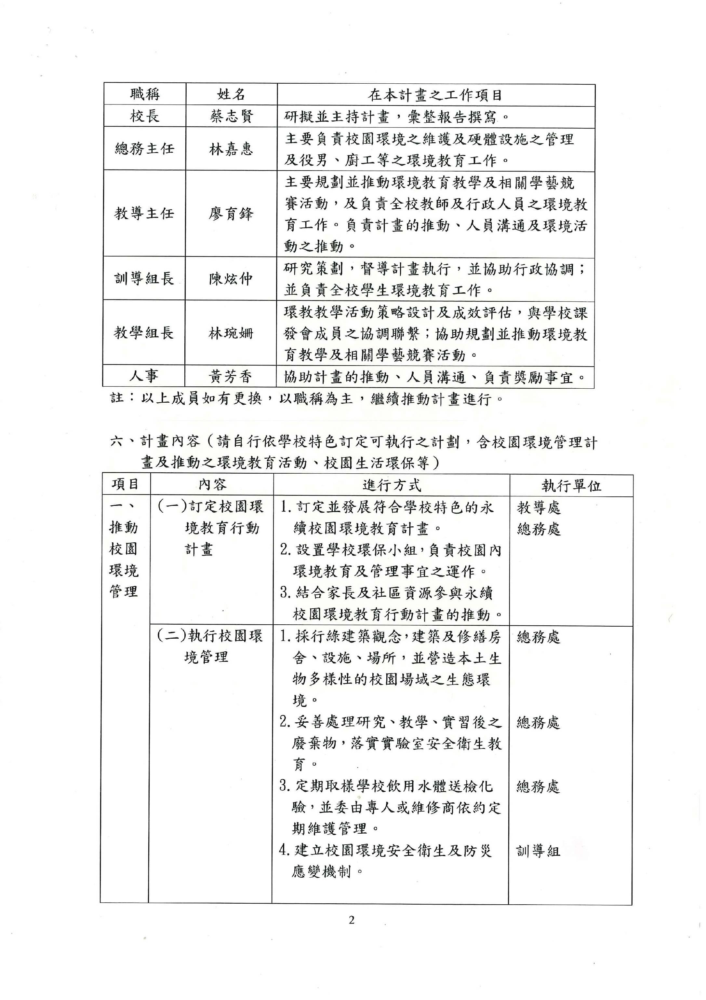 職稱 姓名 在本計畫之工作項目
校長 蔡志賢 研擬並主持計畫，彙整報告撰寫。
總務主任 林嘉惠 主要負責校園環境之維護及硬體設施之管理
及役男、廚工等之環境教育工作。
教導主任 廖育鋒 主要規劃並推動環境教育教學及相關學藝競
賽活動，及負責全校教師及行政人員之環境教
育工作。負責計畫的推動、人員溝通及環境活
動之推動。
訓導組長 陳炫仲 研究策劃，督導計畫執行，並協助行政協調；
並負責全校學生環境教育工作。
教學組長 林琬姍 環教教學活動策略設計及成效評估，與學校課
發會成員之協調聯繫；協助規劃並推動環境教
育教學及相關學藝競賽活動。
人事 黃芳香 協助計畫的推動、人員溝通、負責獎勵事宜。
註：以上成員如有更換，以職稱為主，繼續推動計畫進行。
六、計畫內容（請自行依學校特色訂定可執行之計劃，含校園環境管理計
畫及推動之環境教育活動、校園生活環保等）
項目 內容 進行方式 執行單位
一、
推動
校園
環境
管理
(一)訂定校園環
境教育行動
計畫
1.訂定並發展符合學校特色的永
續校園環境教育計畫。
2.設置學校環保小組，負責校園內
環境教育及管理事宜之運作。
3.結合家長及社區資源參與永續
校園環境教育行動計畫的推動。
教導處
總務處
(二)執行校園環
境管理
1.採行綠建築觀念，建築及修繕房
舍、設施、場所，並營造本土生
物多樣性的校園場域之生態環
境。
總務處
2.妥善處理研究、教學、實習後之
廢棄物，落實實驗室安全衛生教
育。
總務處
3.定期取樣學校飲用水體送檢化
驗，並委由專人或維修商依約定
期維護管理。
總務處
4.建立校園環境安全衛生及防災
應變機制。
訓導組
2